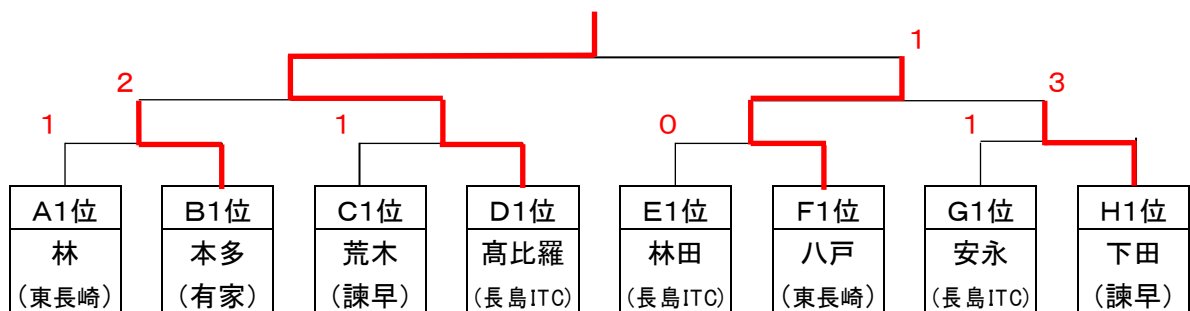 1
2
3
1
1
0
1
A1位 B1位 C1位 D1位 E1位 F1位 G1位 H1位
林 本多 荒木 髙比羅 林田 八戸 安永 下田
（東長崎） （有家） （諫早） （長島ITC） （長島ITC） （東長崎） （長島ITC） （諫早）